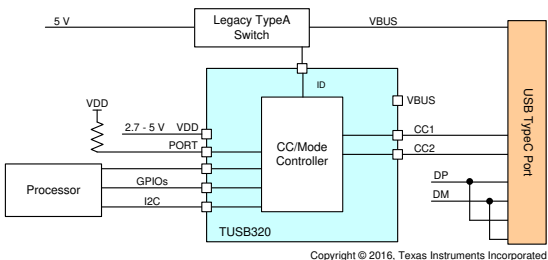 5 V
Legacy TypeA
Switch
VBUS
ID
VDD
VBUS
2.7 - 5 V VDD
PORT
CC1
CC2
CC/Mode
Controller
USB TypeC Port
Processor
GPIOs
I2C
DP
DM
TUSB320
Copyright © 2016, Texas Instruments Incorporated